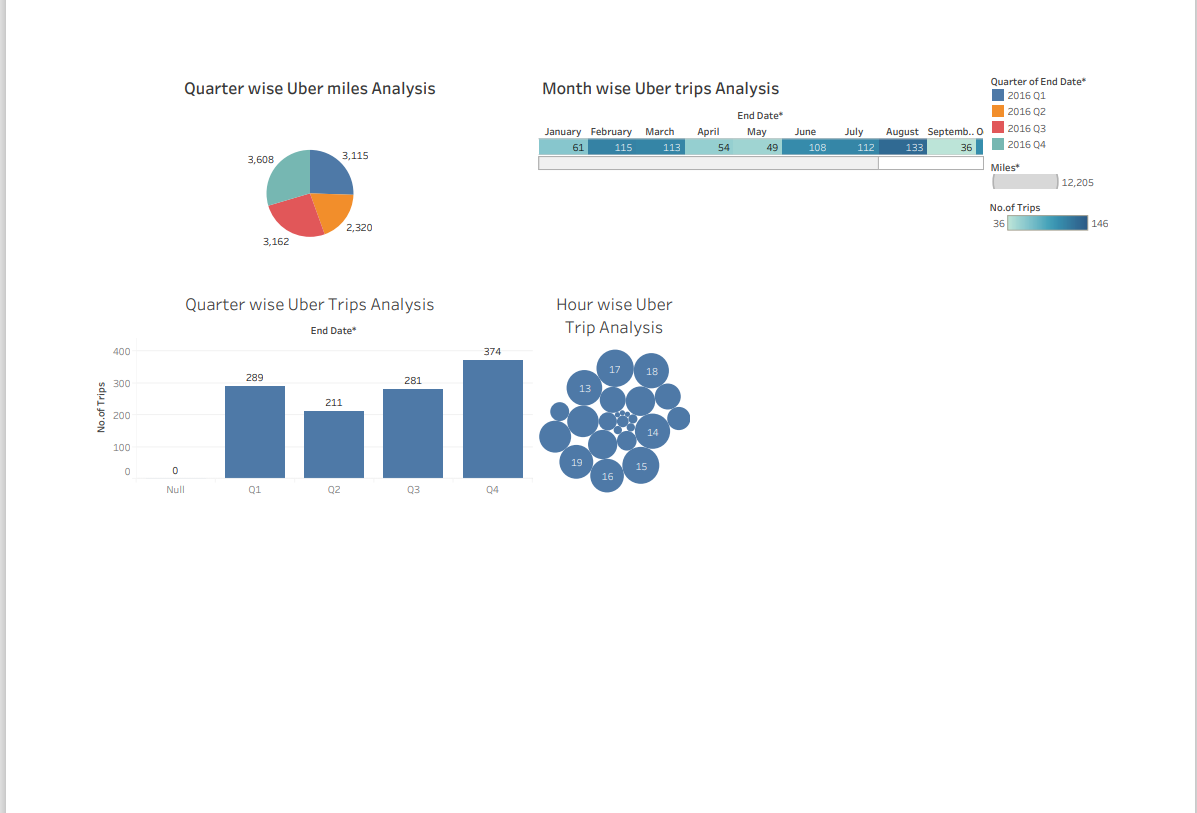 Quarter wise Uber miles Analysis
3,608
3,115
2,320
3,162
Month wise Uber trips Analysis
End Date*
January February March April May June July August Septemb.. O
61 115 113 54 49 108 112 133 36
Quarter of End Date*
2016 Q1
2016 Q2
2016 Q3
2016 Q4
Miles*
12,205
No.of Trips
36 146
Quarter wise Uber Trips Analysis
End Date*
No.of Trips
400
300
200
100
0
0
289
211
281
374
Null Q1 Q2 Q3 Q4
Hour wise Uber
Trip Analysis
17
18
13
14
19
15
16